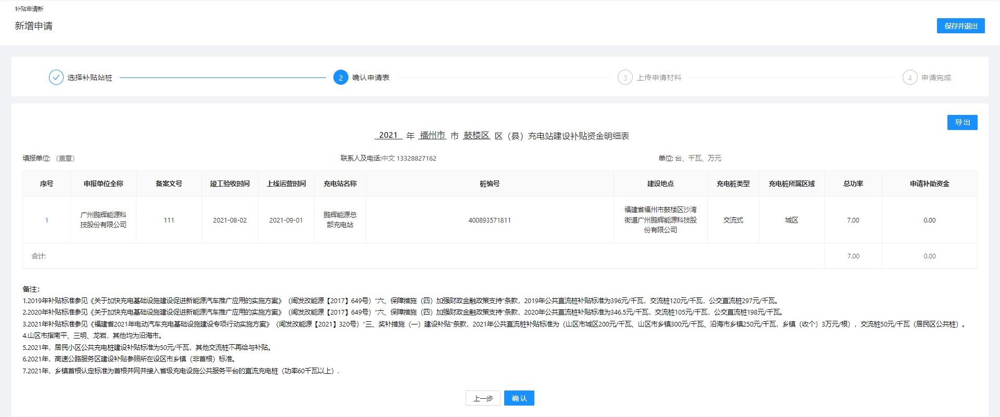 补贴申请新
新增申请
保存并退出
选择补贴站桩
2 确认申请表
3 上传申请材料
4 申请完成
导 出
2021 年 福州市 市 鼓楼区 区（县）充电站建设补贴资金明细表
填报单位: （盖章）
联系人及电话:中文 13328827162
单位: 台、千瓦、万元
序号 申报单位全称 备案文号 竣工验收时间 上线运营时间 充电站名称 桩编号 建设地点 充电桩类型 充电桩所属区域 总功率 申请补助资金
1 广州鹏辉能源科技股份有限公司 111 2021-08-02 2021-09-01 鹏辉能源总部充电站 400893571811 福建省福州市鼓楼区沙湾街道广州鹏辉能源科技股份有限公司 交流式 城区 7.00 0.00
合计: 7.00 0.00
备注：
1.2019年补贴标准参见《关于加快充电基础设施建设促进新能源汽车推广应用的实施方案》（闽发改能源【2017】649号）“六、保障措施（四）加强财政金融政策支持”条款，2019年公共直流桩补贴标准为396元/千瓦，交流桩120元/千瓦，公交直流桩297元/千瓦。
2.2020年补贴标准参见《关于加快充电基础设施建设促进新能源汽车推广应用的实施方案》（闽发改能源【2017】649号）“六、保障措施（四）加强财政金融政策支持”条款，2020年公共直流桩补贴标准为346.5元/千瓦，交流桩105元/千瓦，公交直流桩198元/千瓦。
3.2021年补贴标准参见《福建省2021年电动汽车充电基础设施建设专项行动实施方案》（闽发改能源【2021】320号）“三、奖补措施（一）建设补贴”条款，2021年公共直流桩补贴标准为（山区市城区200元/千瓦、山区市乡镇300元/千瓦、沿海市乡镇250元/千瓦，乡镇（收个）3万元/根），交流桩50元/千瓦（居民区公共桩）。
4.山区市指南平、三明、龙岩，其他均为沿海市。
5.2021年，居民小区公共充电桩建设补贴标准为50元/千瓦，其他交流桩不再给与补贴。
6.2021年，高速公路服务区建设补贴参照所在设区市乡镇（非首根）标准。
7.2021年，乡镇首根认定标准为首根并网并接入省级充电设施公共服务平台的直流充电桩（功率60千瓦以上）.
上一步
确 认